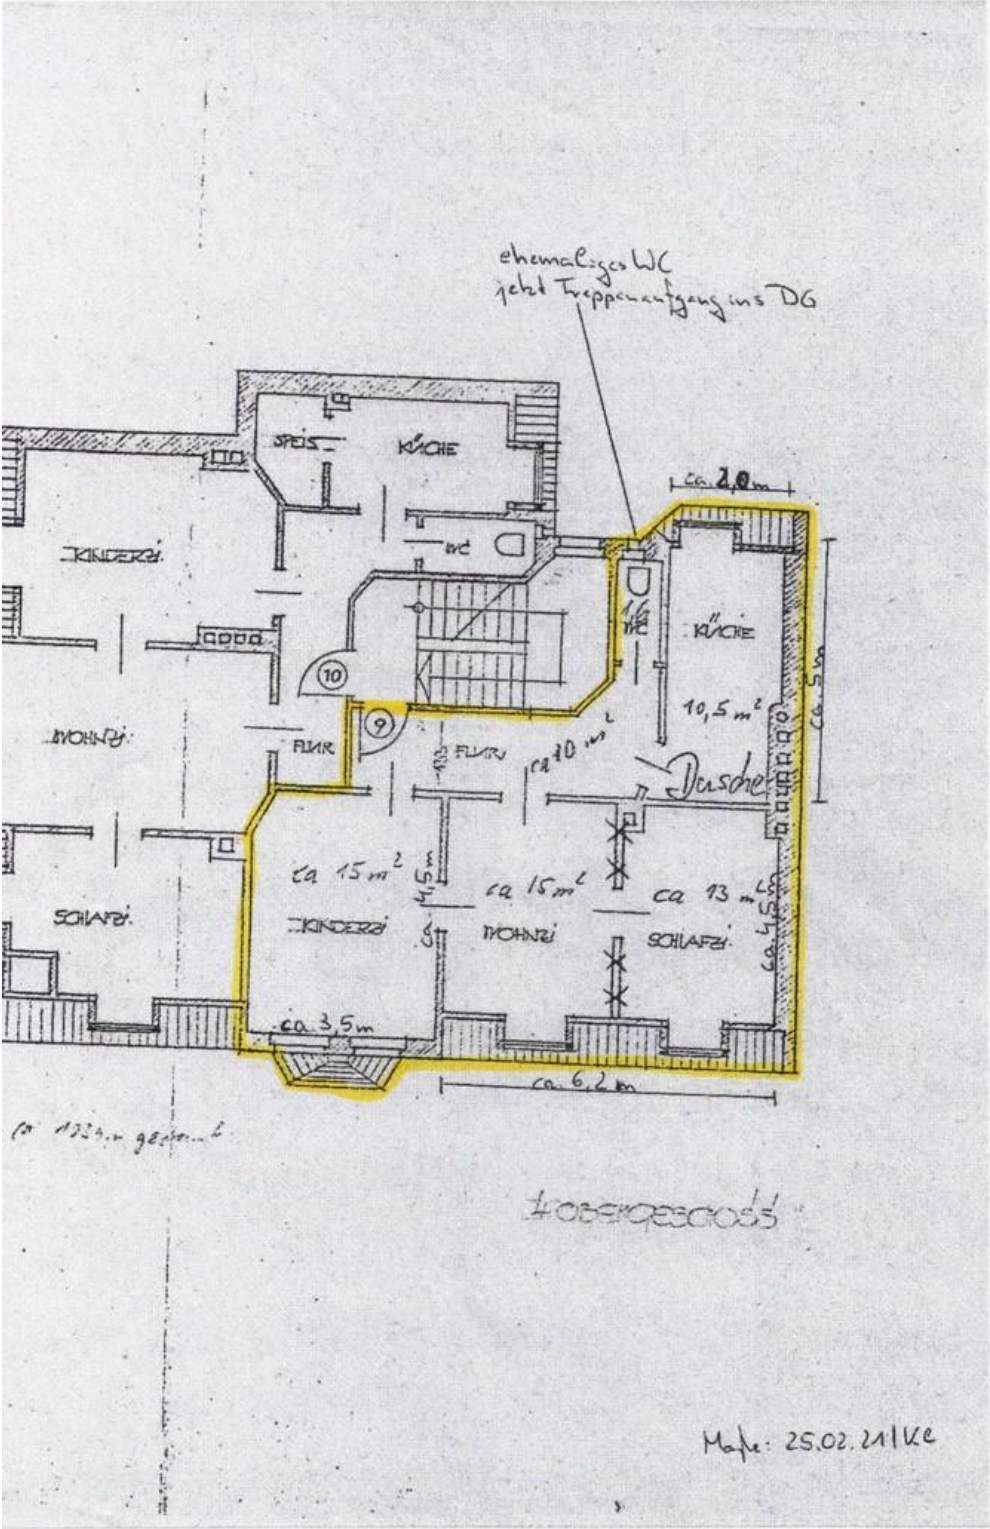 ehemaliges WC
jetzt Treppenaufgang ins DG
SPEIS
KÜCHE
ca. 2,0 m
KINDERZI.
WC
1,6
WC
KÜCHE
10
10,5 m²
ca. 5 m
WOHNZI.
FLUR
9
FLUR
ca 10 m²
Dusche
ca 15 m²
ca 4,5 m
ca 15 m²
ca 13 m²
ca 4,5 m
SCHLAFZI.
KINDERZI
WOHNZI
SCHLAFZI.
ca. 3,5 m
ca. 6,2 m
OBERGESCHOSS
Maße: 25.02.21/KC